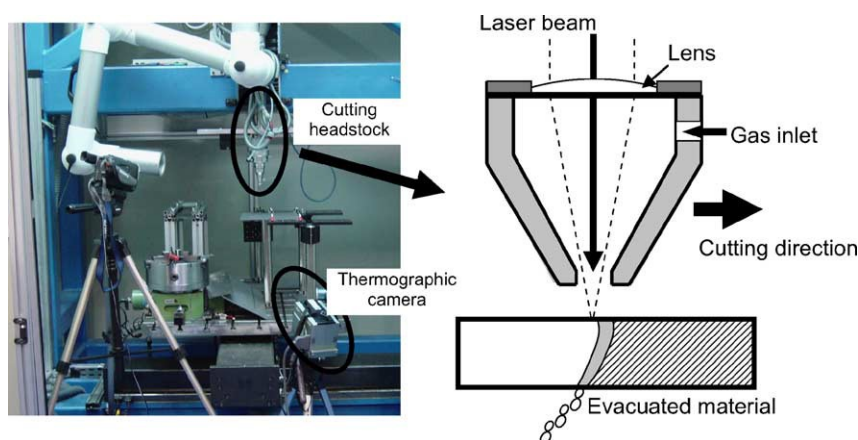 Cutting
headstock
Thermographic
camera
Laser beam
Lens
Gas inlet
Cutting direction
Evacuated material